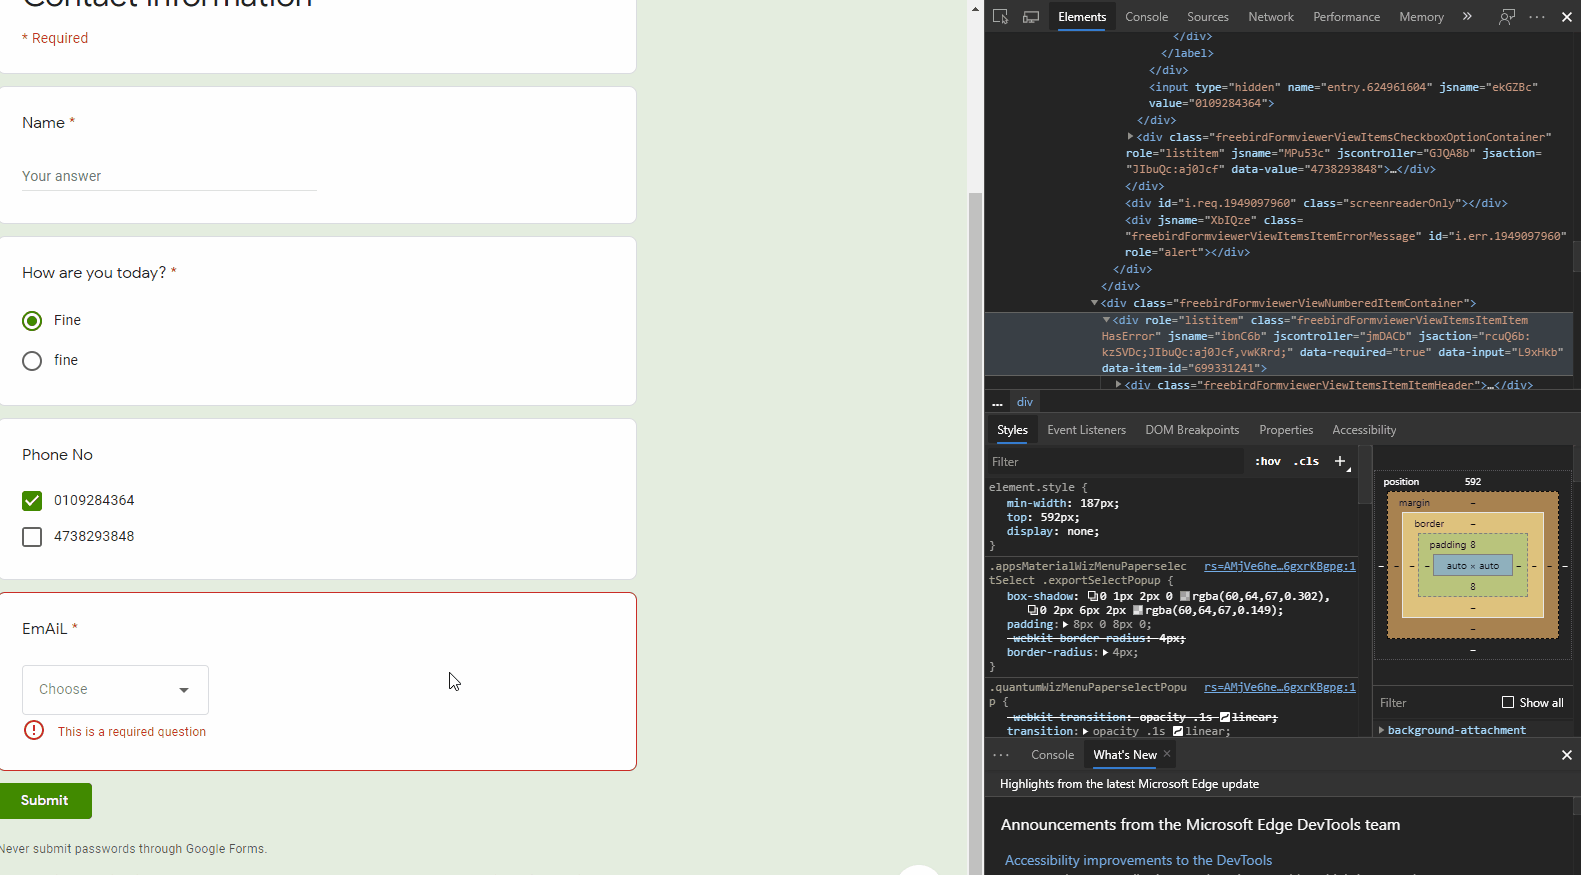 Contact information
* Required
Name *
Your answer
How are you today? *
Fine
fine
Phone No
0109284364
4738293848
EmAiL *
Choose
This is a required question
Submit
Never submit passwords through Google Forms.
Elements Console Sources Network Performance Memory
</div>
</label>
</div>
<input type="hidden" name="entry.624961604" jsname="ekGZBc"
value="0109284364">
</div>
<div class="freebirdFormviewerViewItemsCheckboxOptionContainer"
role="listitem" jsname="MPu53c" jscontroller="GJQA8b" jsaction=
"JIbuQc:aj0Jcf" data-value="4738293848">…</div>
</div>
<div id="i.req.1949097960" class="screenreaderOnly"></div>
<div jsname="XbIQze" class=
"freebirdFormviewerViewItemsItemErrorMessage" id="i.err.1949097960"
role="alert"></div>
</div>
</div>
<div class="freebirdFormviewerViewNumberedItemContainer">
<div role="listitem" class="freebirdFormviewerViewItemsItemItem
HasError" jsname="ibnC6b" jscontroller="jmDACb" jsaction="rcuQ6b:
kzSVDc;JIbuQc:aj0Jcf,vwKRrd;" data-required="true" data-input="L9xHkb"
data-item-id="699331241">
<div class="freebirdFormviewerViewItemsItemItemHeader">…</div>
... div
Styles Event Listeners DOM Breakpoints Properties Accessibility
Filter :hov .cls +
element.style {
min-width: 187px;
top: 592px;
display: none;
}
.appsMaterialWizMenuPaperselec rs=AMjVe6he…6gxrKBgpg:1
tSelect .exportSelectPopup {
box-shadow: 0 1px 2px 0 rgba(60,64,67,0.302),
0 2px 6px 2px rgba(60,64,67,0.149);
padding: 8px 0 8px 0;
-webkit-border-radius: 4px;
border-radius: 4px;
}
.quantumWizMenuPaperselectPopu rs=AMjVe6he…6gxrKBgpg:1
p {
-webkit-transition: opacity .1s linear;
transition: opacity .1s linear;
position 592
margin –
border –
padding 8
– – – – auto × auto – – – –
8
–
–
–
Filter Show all
background-attachment
Console What's New ×
Highlights from the latest Microsoft Edge update
Announcements from the Microsoft Edge DevTools team
Accessibility improvements to the DevTools